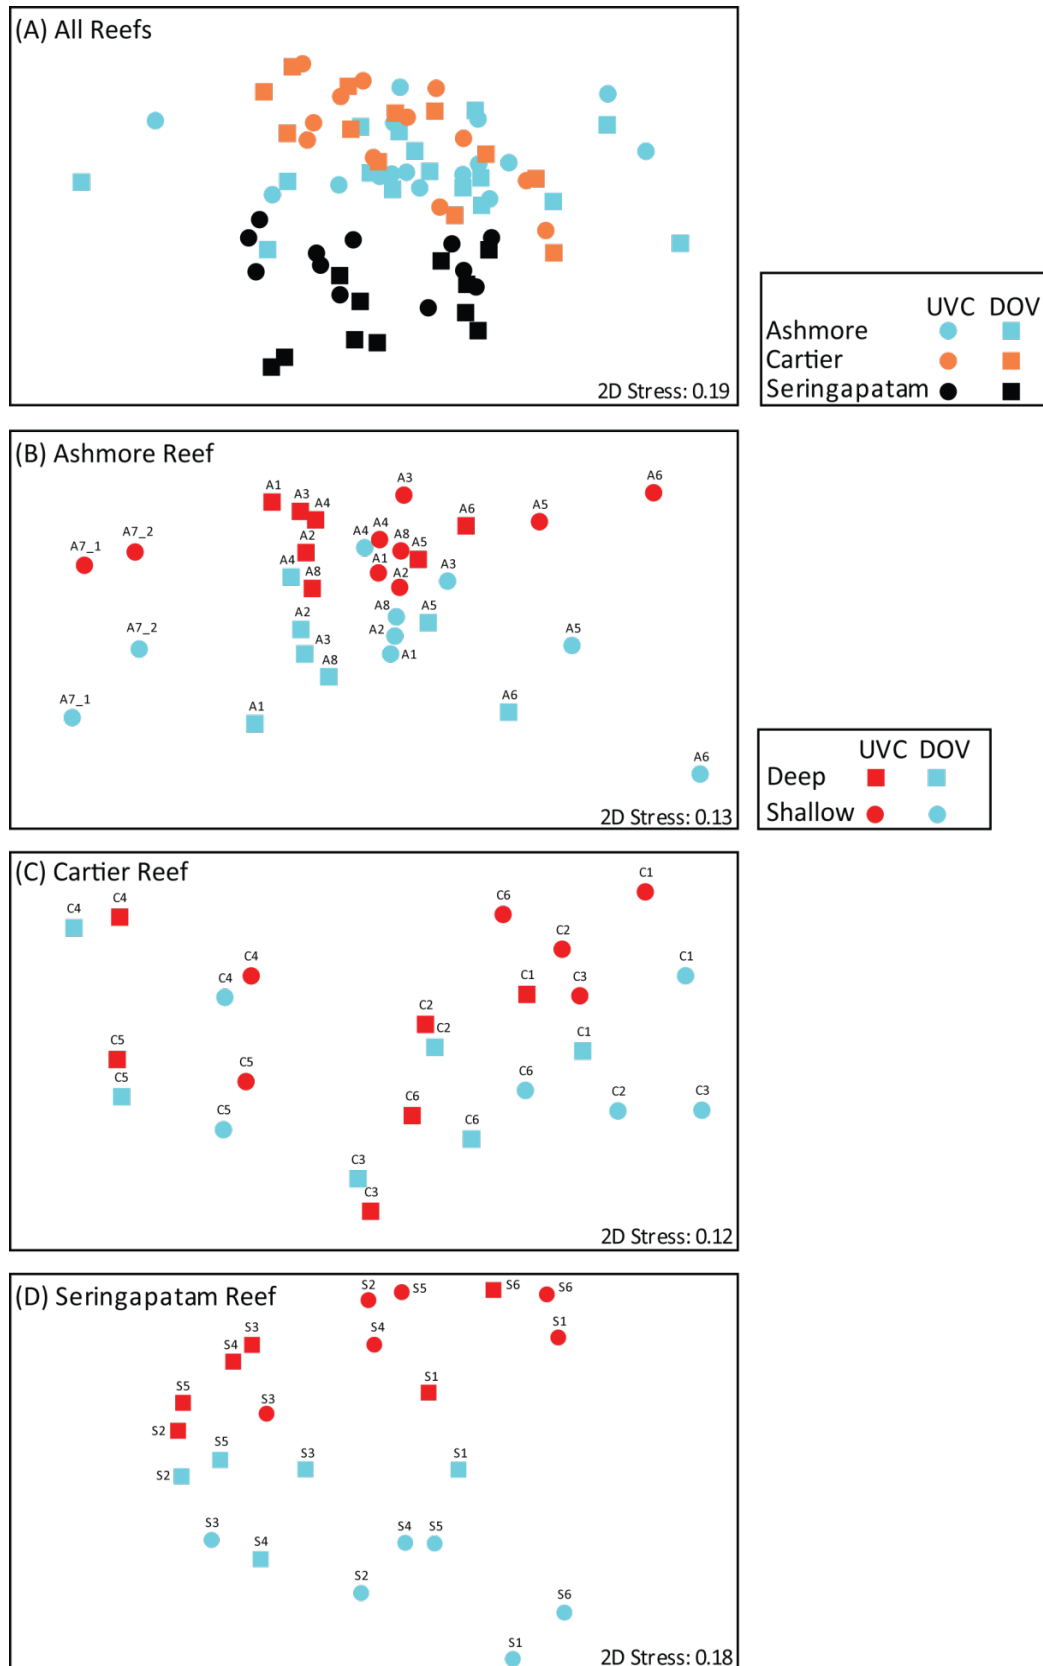 (A) All Reefs
2D Stress: 0.19
UVC DOV
Ashmore
Cartier
Seringapatam
(B) Ashmore Reef
A3
A6
A1
A3
A4
A6
A5
A7_1
A7_2
A4
A4
A8
A5
A2
A1
A3
A4
A8
A2
A8
A5
A2
A7_2
A2
A5
A3
A1
A8
A7_1
A1
A6
A6
2D Stress: 0.13
UVC DOV
Deep
Shallow
(C) Cartier Reef
C1
C4
C6
C4
C2
C4
C1
C4
C1
C3
C2
C2
C1
C5
C5
C5
C6
C2
C3
C6
C5
C6
C3
C3
2D Stress: 0.12
(D) Seringapatam Reef
S2
S5
S6
S6
S3
S4
S1
S4
S5
S3
S1
S2
S5
S3
S1
S2
S3
S4
S5
S4
S2
S6
S1
2D Stress: 0.18